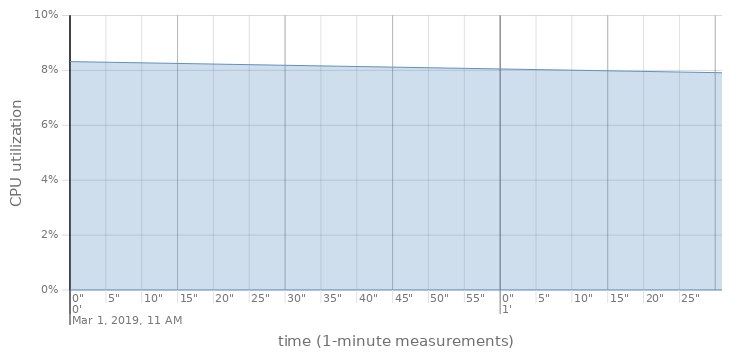 10%
8%
6%
4%
2%
0%
CPU utilization
0" 5" 10" 15" 20" 25" 30" 35" 40" 45" 50" 55" 0" 5" 10" 15" 20" 25"
0' 1'
Mar 1, 2019, 11 AM
time (1-minute measurements)